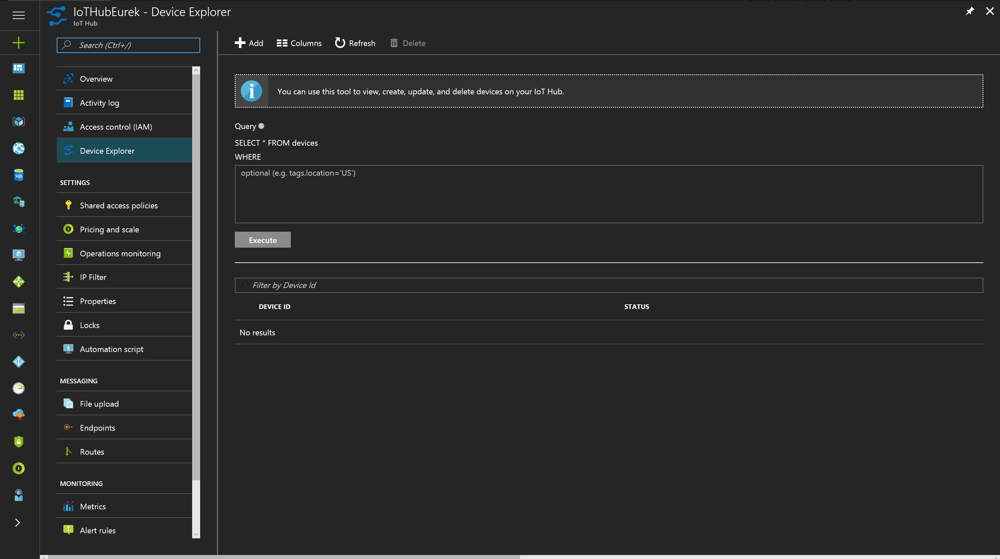 IoTHubEurek - Device Explorer
IoT Hub
Search (Ctrl+/)
Overview
Activity log
Access control (IAM)
Device Explorer
SETTINGS
Shared access policies
Pricing and scale
Operations monitoring
IP Filter
Properties
Locks
Automation script
MESSAGING
File upload
Endpoints
Routes
MONITORING
Metrics
Alert rules
Add Columns Refresh Delete
You can use this tool to view, create, update, and delete devices on your IoT Hub.
Query
SELECT * FROM devices
WHERE
optional (e.g. tags.location='US')
Execute
Filter by Device Id
DEVICE ID STATUS
No results